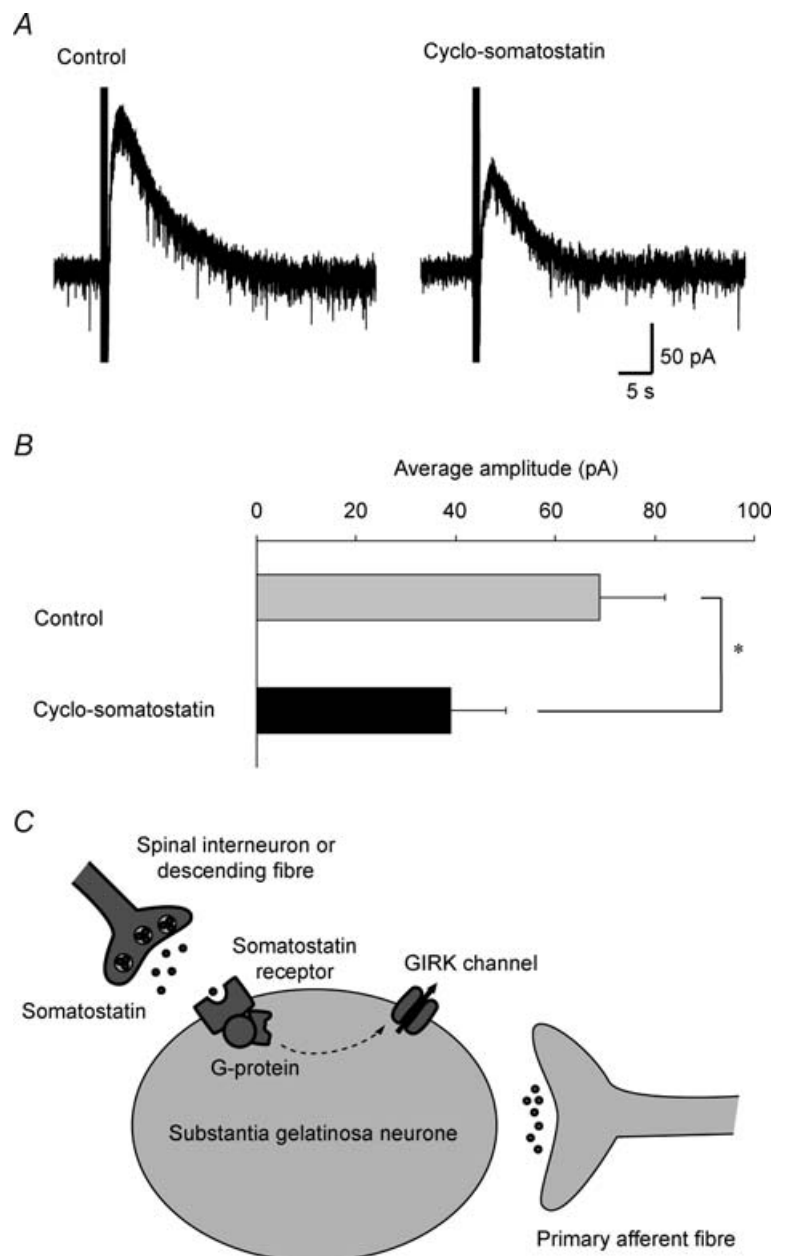 A
Control
Cyclo-somatostatin
50 pA
5 s
B
Average amplitude (pA)
0 20 40 60 80 100
Control
*
Cyclo-somatostatin
C
Spinal interneuron or
descending fibre
Somatostatin
receptor
GIRK channel
Somatostatin
G-protein
Substantia gelatinosa neurone
Primary afferent fibre